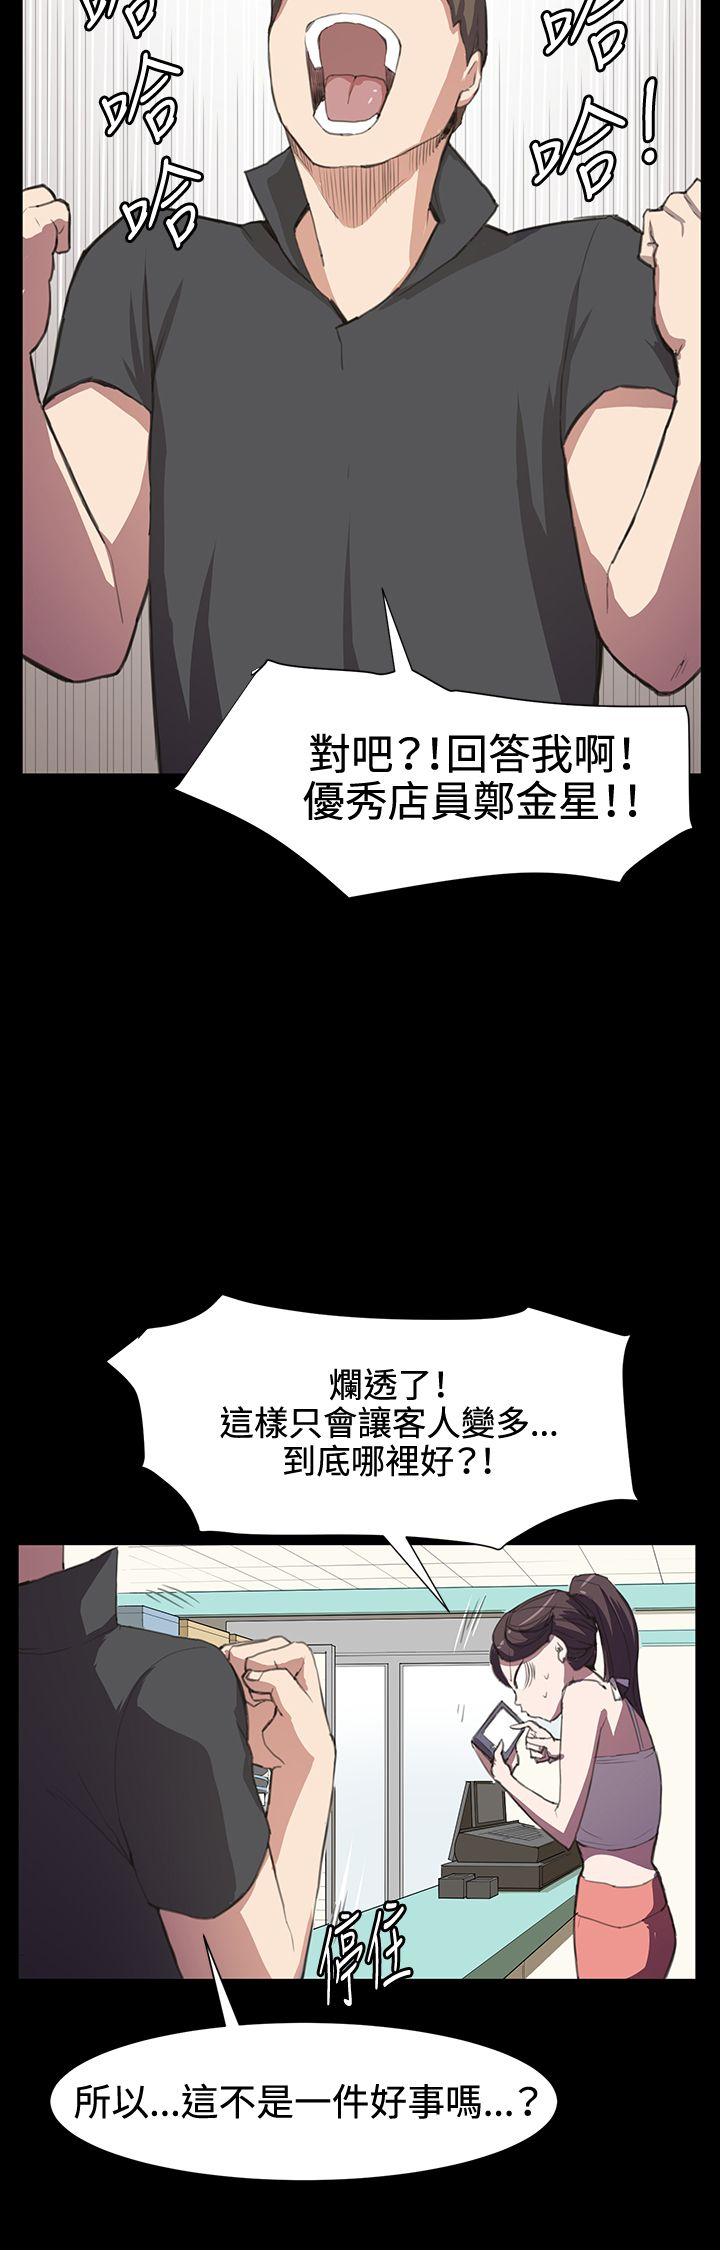 哈
哈
哈
哈
哈!
對吧?!回答我啊!
優秀店員鄭金星!!
爛透了!
這樣只會讓客人變多...
到底哪裡好?!
停住
所以...這不是一件好事嗎...?